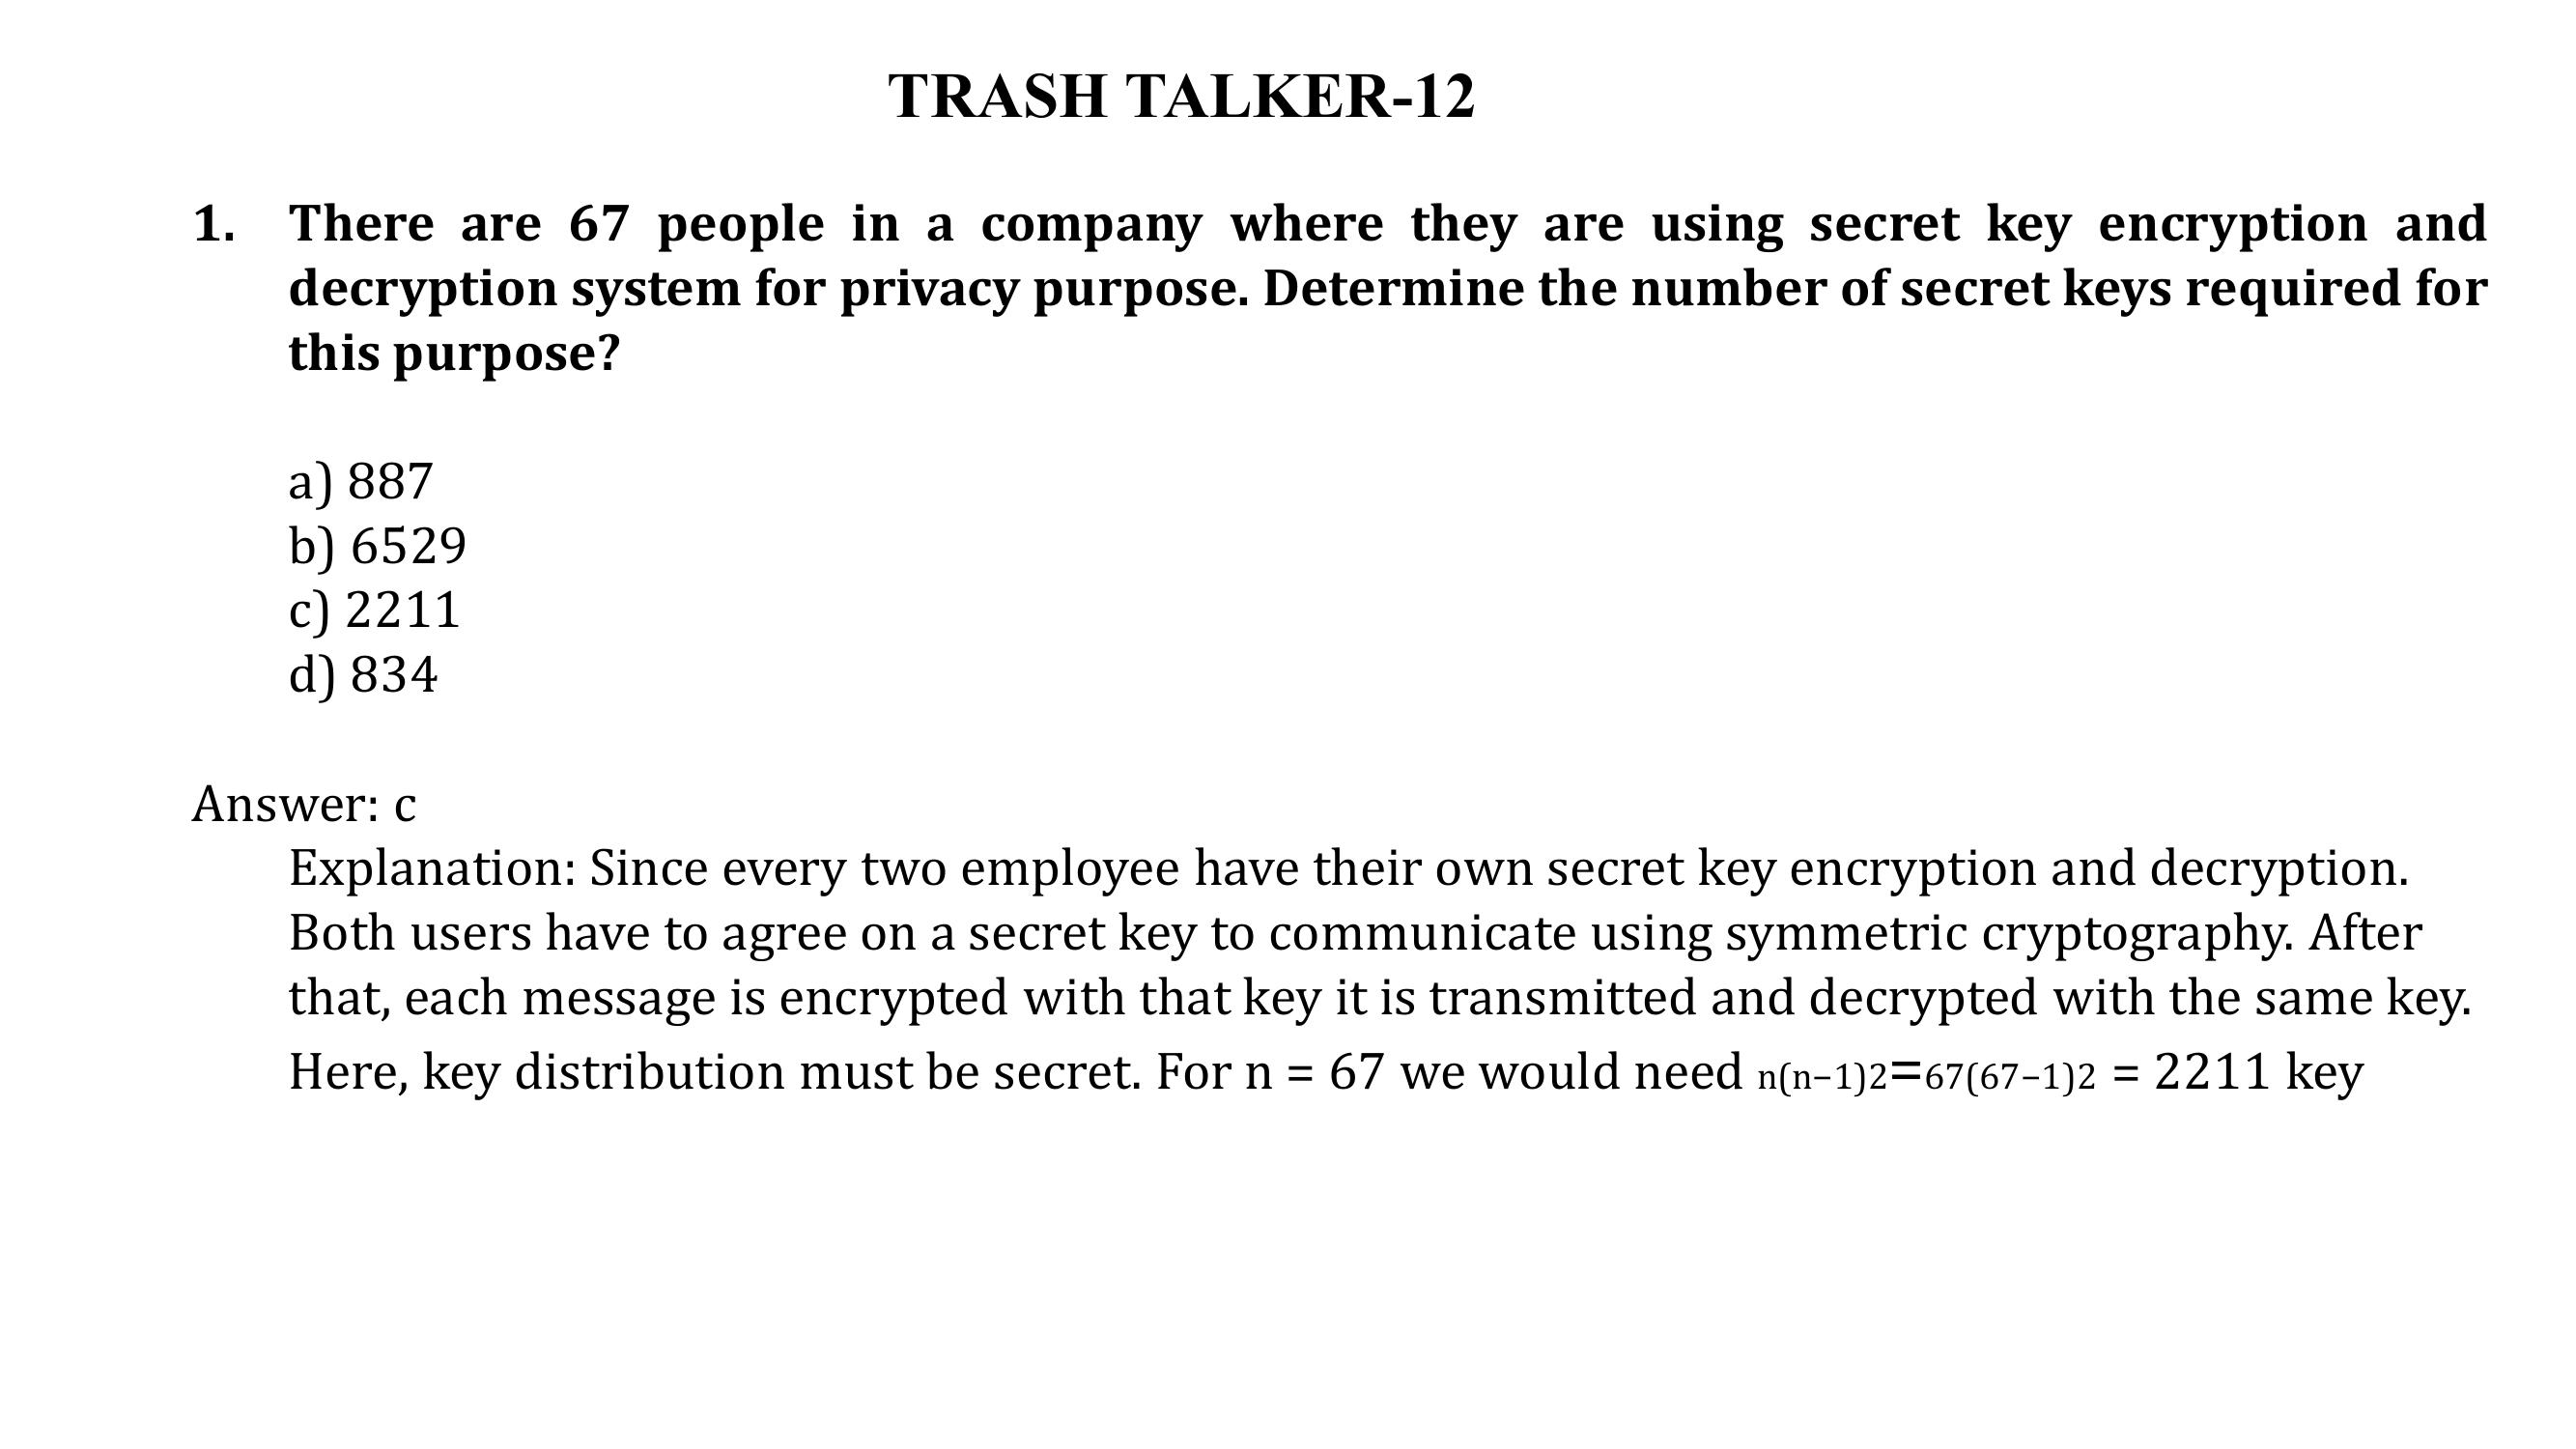 TRASH TALKER-12
1. There are 67 people in a company where they are using secret key encryption and
decryption system for privacy purpose. Determine the number of secret keys required for
this purpose?
a) 887
b) 6529
c) 2211
d) 834
Answer: c
Explanation: Since every two employee have their own secret key encryption and decryption.
Both users have to agree on a secret key to communicate using symmetric cryptography. After
that, each message is encrypted with that key it is transmitted and decrypted with the same key.
Here, key distribution must be secret. For n = 67 we would need n(n−1)2=67(67−1)2 = 2211 key